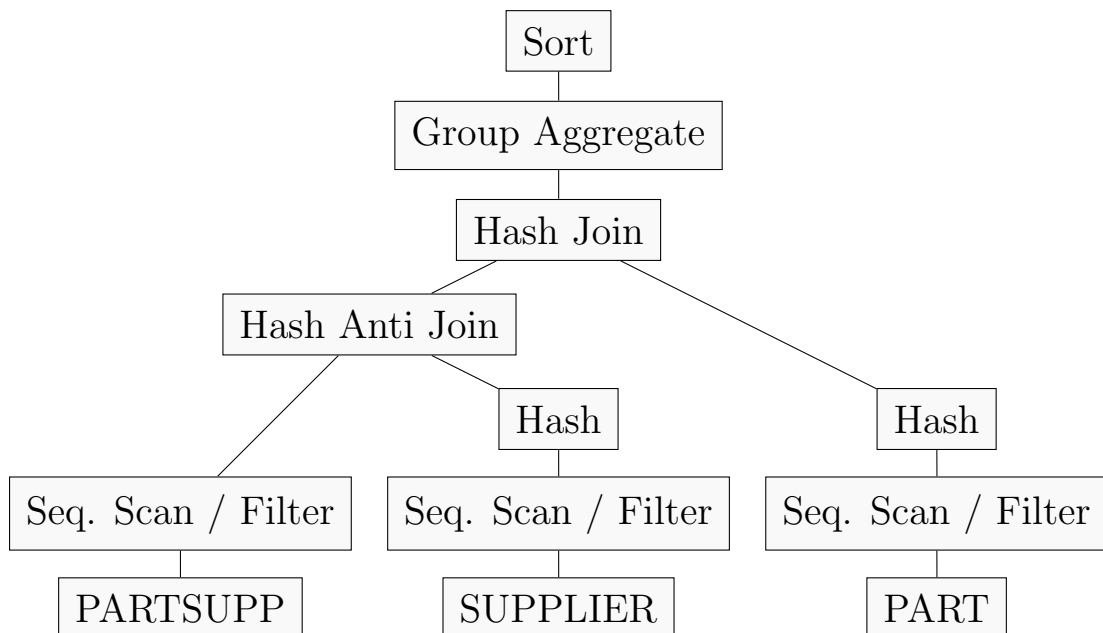 Sort
Group Aggregate
Hash Join
Hash Anti Join
Hash
Hash
Seq. Scan / Filter
Seq. Scan / Filter
Seq. Scan / Filter
PARTSUPP
SUPPLIER
PART